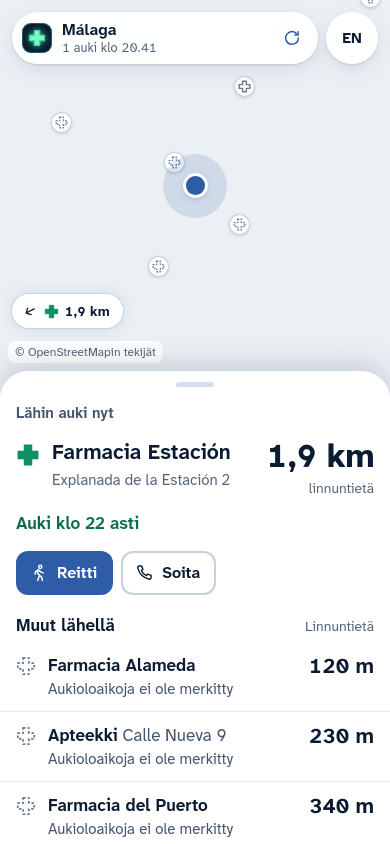 Málaga
1 auki klo 20.41
EN
1,9 km
© OpenStreetMapin tekijät
Lähin auki nyt
Farmacia Estación
1,9 km
Explanada de la Estación 2
linnuntietä
Auki klo 22 asti
Reitti
Soita
Muut lähellä
Linnuntietä
Farmacia Alameda
120 m
Aukioloaikoja ei ole merkitty
Apteekki Calle Nueva 9
230 m
Aukioloaikoja ei ole merkitty
Farmacia del Puerto
340 m
Aukioloaikoja ei ole merkitty